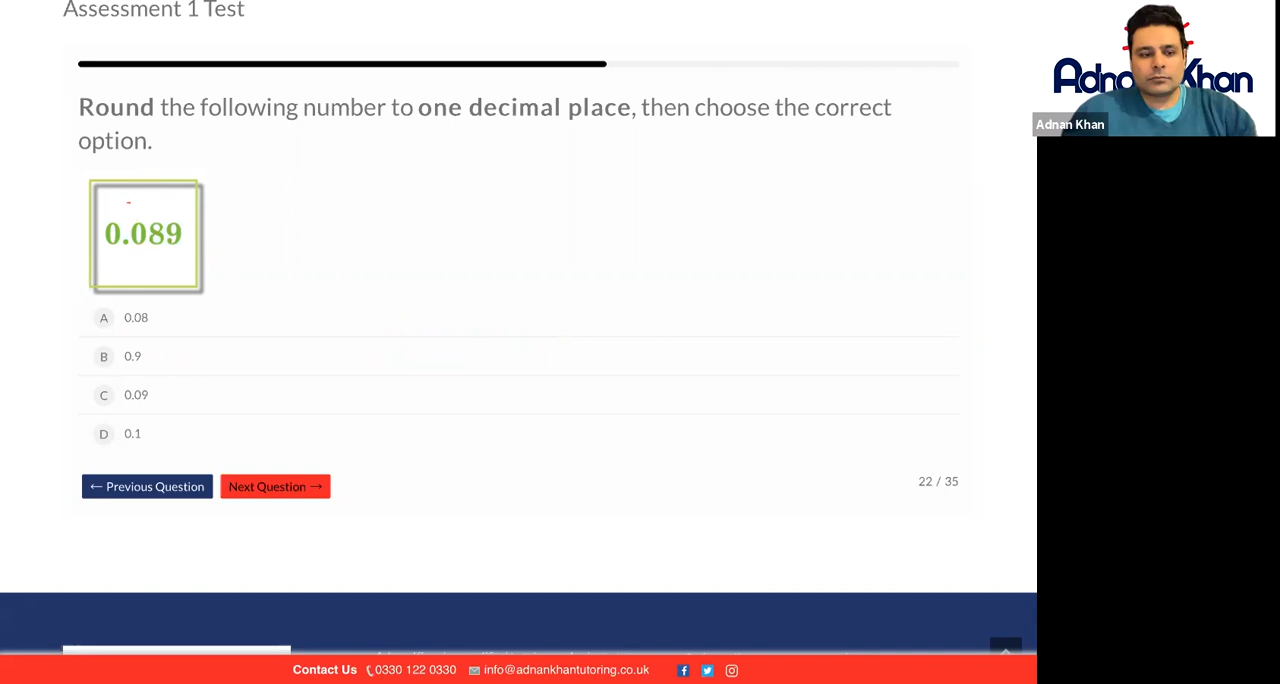 Assessment 1 Test
Round the following number to one decimal place, then choose the correct
option.
0.089
A 0.08
B 0.9
C 0.09
D 0.1
← Previous Question
Next Question →
22 / 35
Contact Us 0330 122 0330 info@adnankhantutoring.co.uk
Adnan Khan